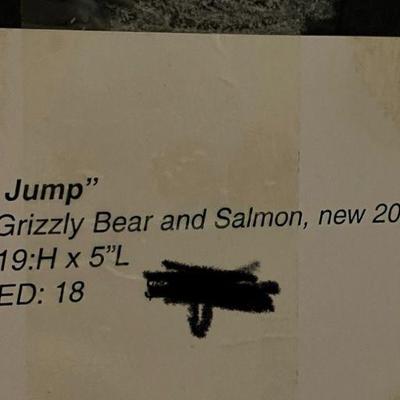 Jump”
Grizzly Bear and Salmon, new 20
19:H x 5”L
ED: 18